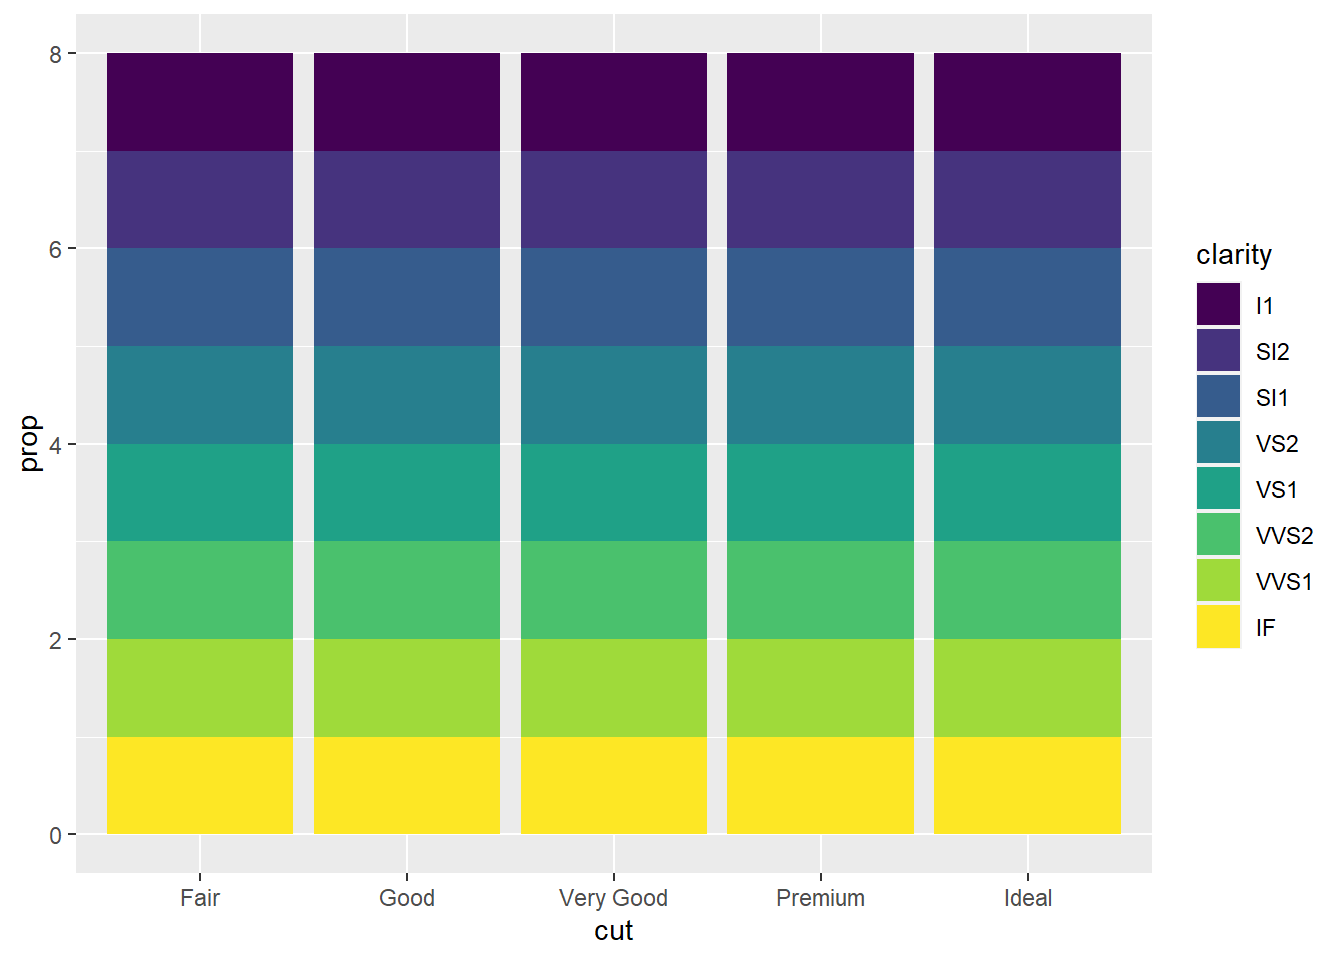 8
6
4
2
0
prop
Fair Good Very Good Premium Ideal
cut
clarity
I1
SI2
SI1
VS2
VS1
VVS2
VVS1
IF